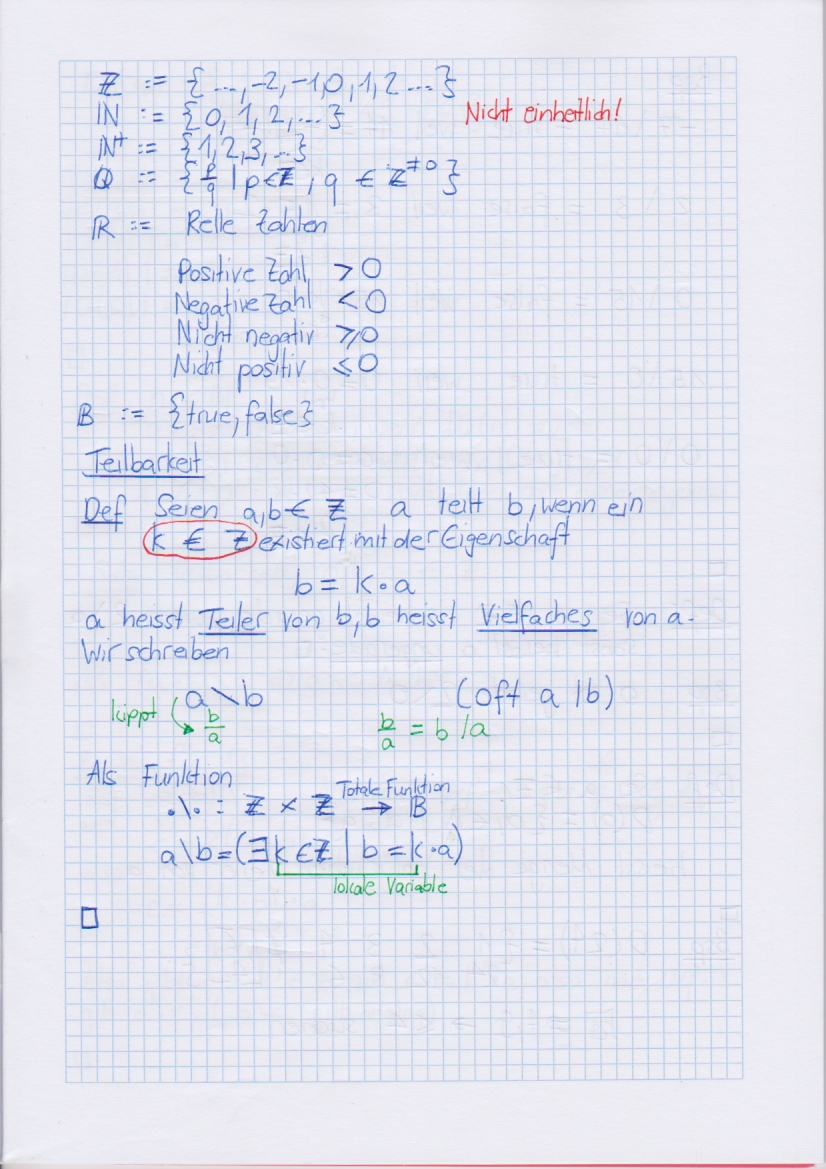 ℤ := {..., -2, -1, 0, 1, 2 ...}
ℕ := {0, 1, 2, ...} Nicht einheitlich!
ℕ⁺ := {1, 2, 3, ...}
ℚ := {p/q | p ∈ ℤ, q ∈ ℤ^≠0}
ℝ := Relle Zahlen
Positive Zahl > 0
Negative Zahl < 0
Nicht negativ ≥ 0
Nicht positiv ≤ 0
𝔹 := {true, false}
Teilbarkeit
Def Seien a, b ∈ ℤ a teilt b, wenn ein
k ∈ ℤ existiert mit der Eigenschaft
b = k · a
a heisst Teiler von b, b heisst Vielfaches von a.
Wir schreiben
a \ b (oft a | b)
kippt b/a b/a = b / a
Als Funktion
. \ . : ℤ × ℤ Totale Funktion → 𝔹
a \ b = (∃ k ∈ ℤ | b = k · a)
lokale Variable